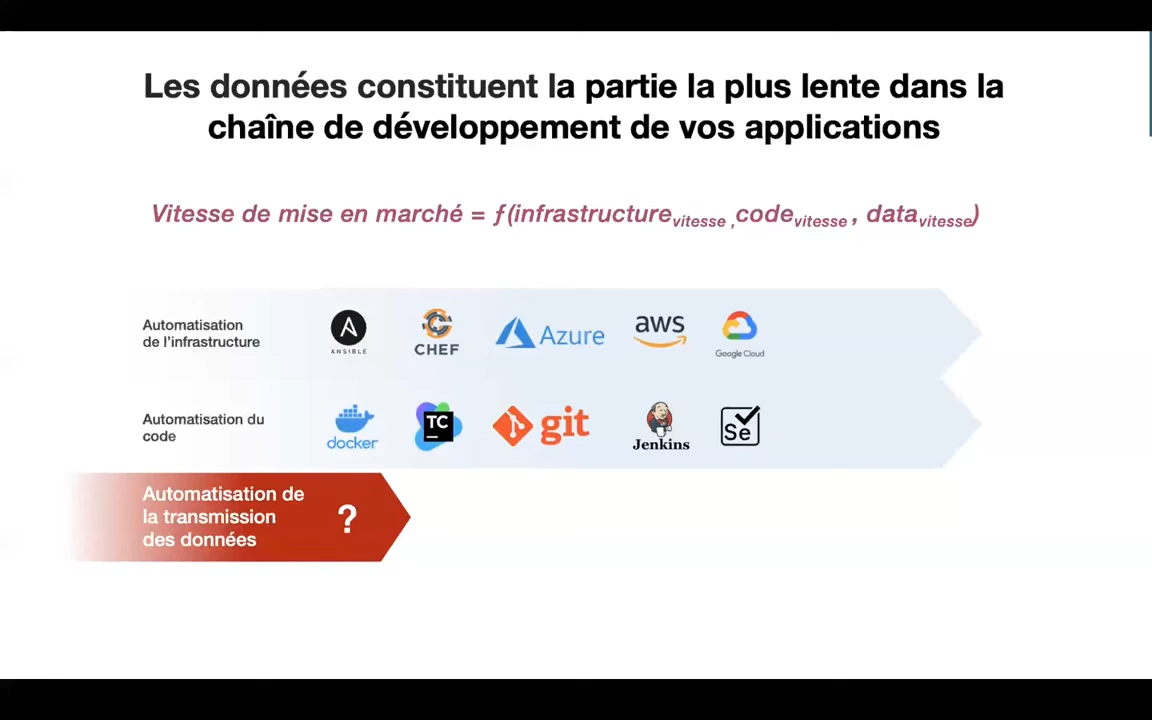 Les données constituent la partie la plus lente dans la
chaîne de développement de vos applications
Vitesse de mise en marché = ƒ(infrastructurevitesse ,codevitesse , datavitesse)
Automatisation
de l’infrastructure
ANSIBLE
CHEF
Azure
aws
Google Cloud
Automatisation du
code
docker
TC
git
Jenkins
Se
Automatisation de
la transmission
des données
?